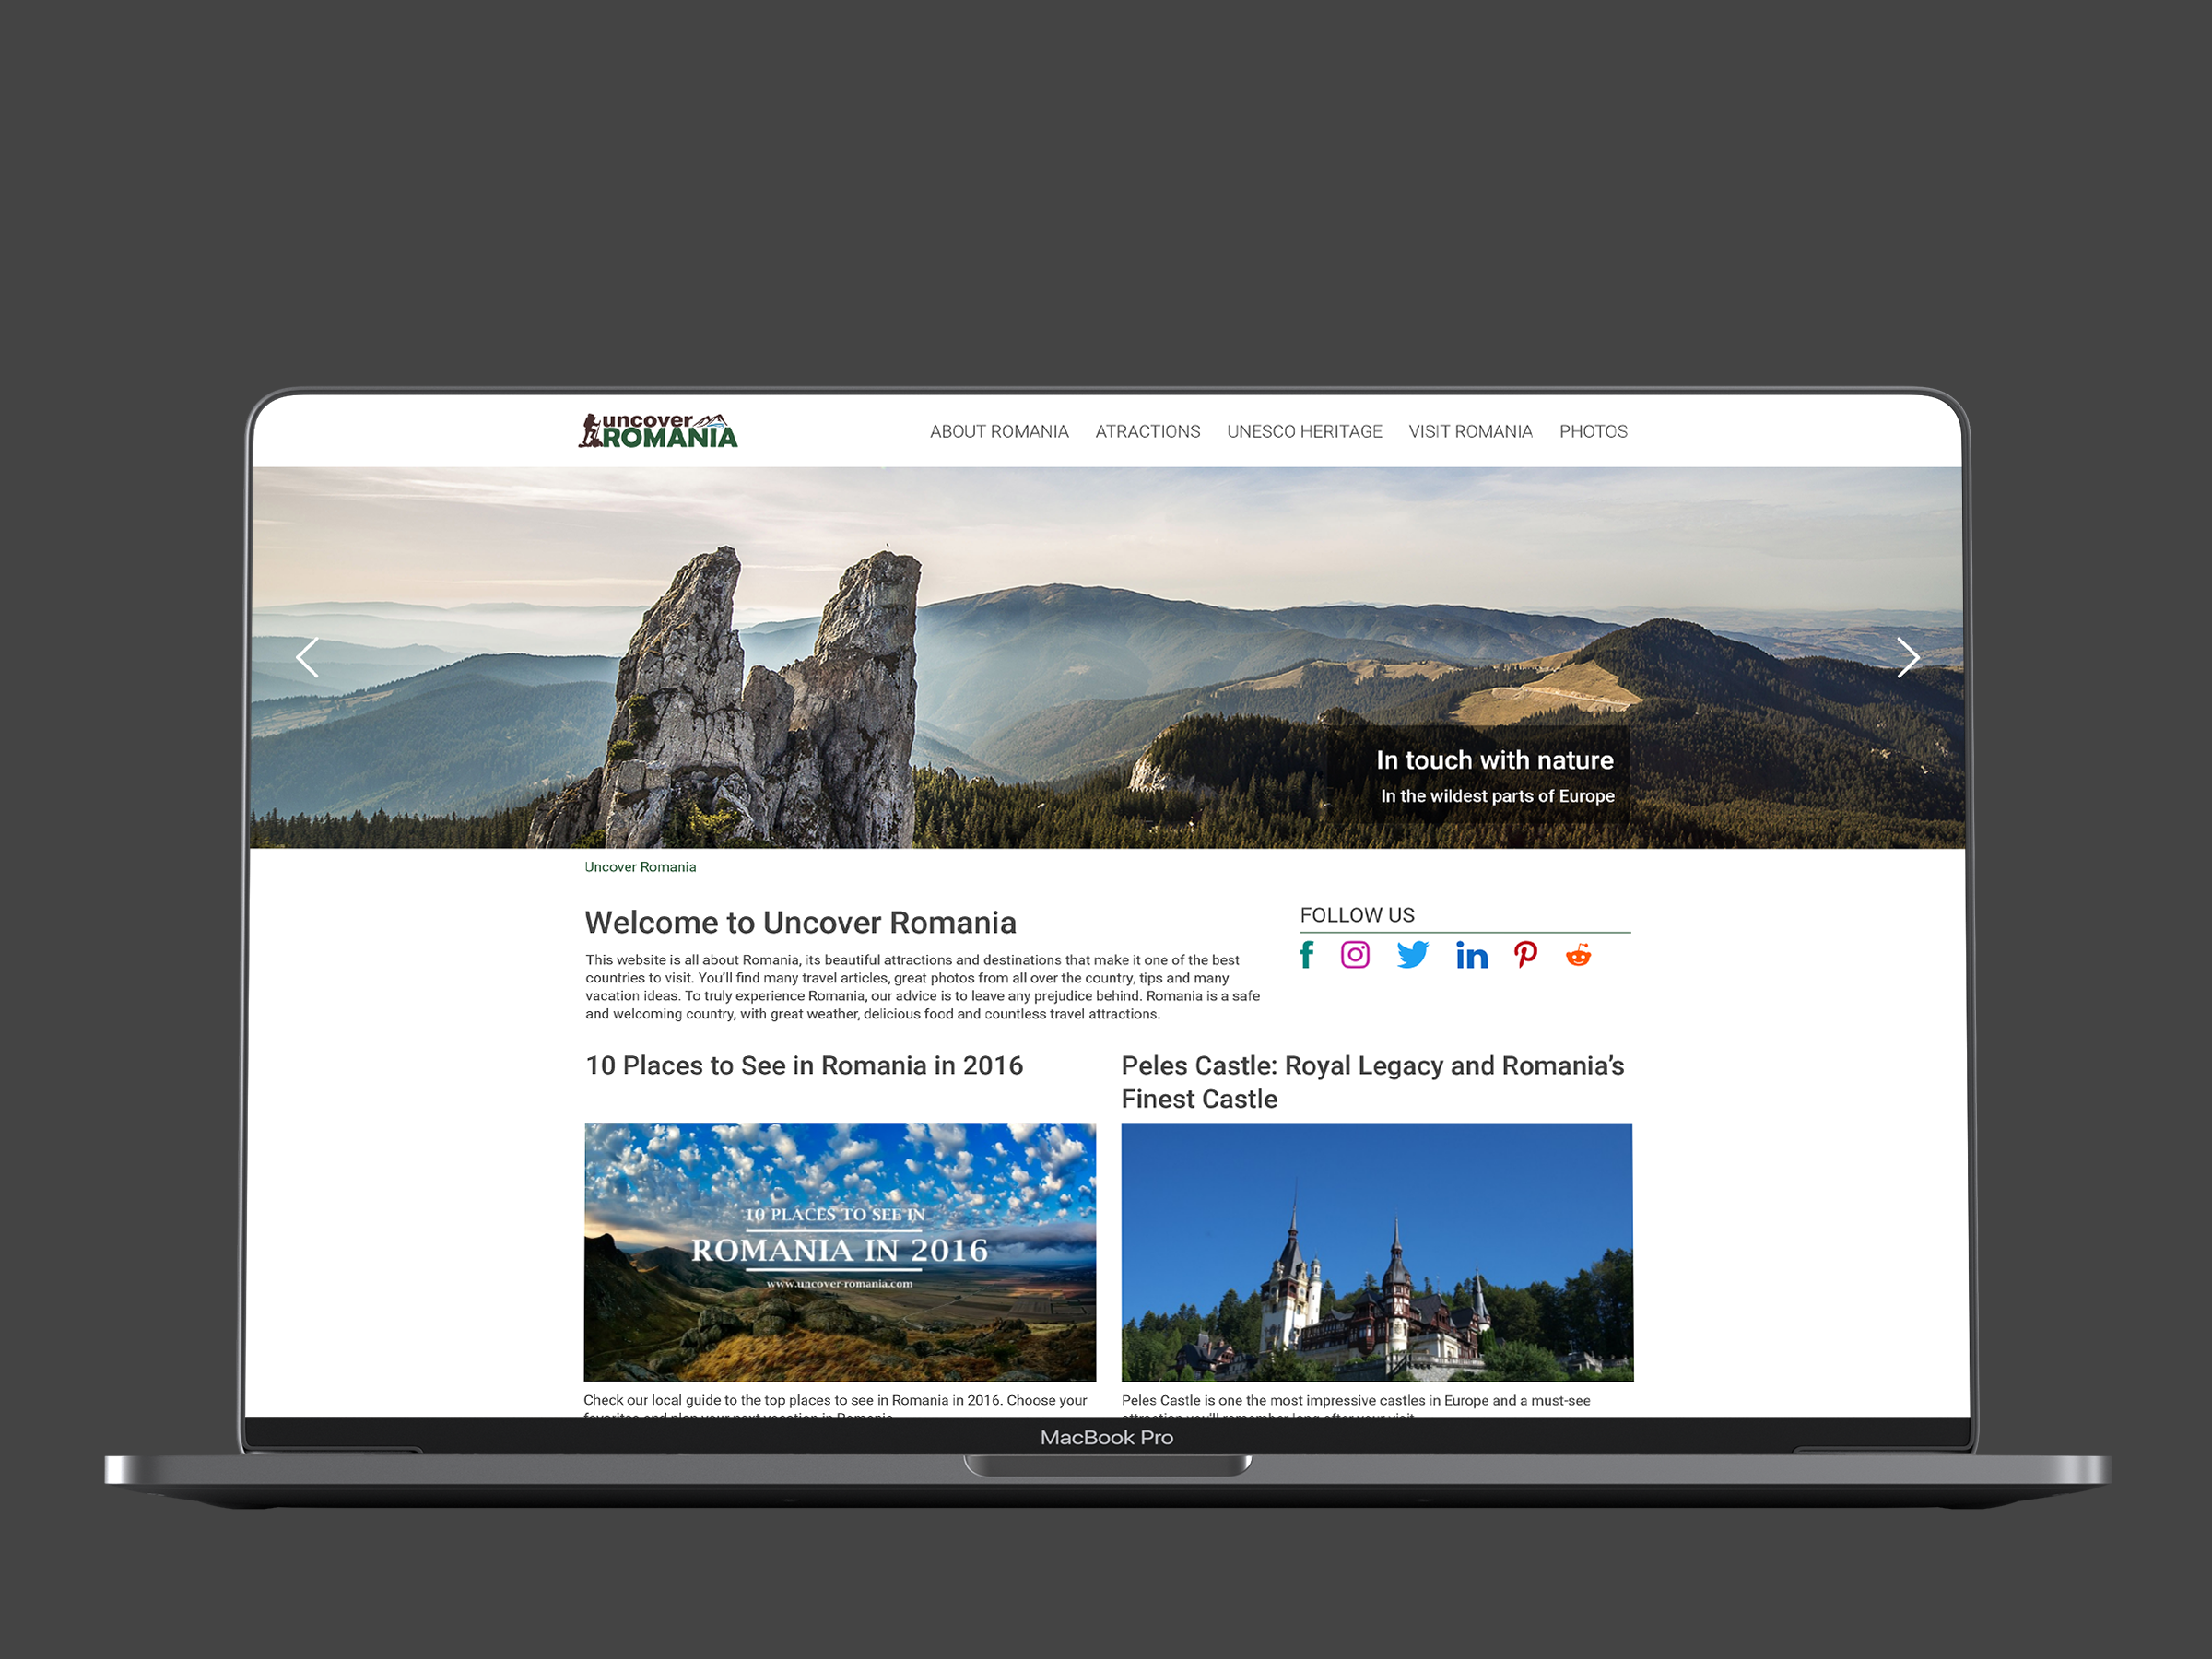 uncover
ROMANIA
ABOUT ROMANIA ATRACTIONS UNESCO HERITAGE VISIT ROMANIA PHOTOS
In touch with nature
In the wildest parts of Europe
Uncover Romania
Welcome to Uncover Romania
This website is all about Romania, its beautiful attractions and destinations that make it one of the best
countries to visit. You'll find many travel articles, great photos from all over the country, tips and many
vacation ideas. To truly experience Romania, our advice is to leave any prejudice behind. Romania is a safe
and welcoming country, with great weather, delicious food and countless travel attractions.
FOLLOW US
10 Places to See in Romania in 2016
10 PLACES TO SEE IN
ROMANIA IN 2016
www.uncover-romania.com
Check our local guide to the top places to see in Romania in 2016. Choose your
Peles Castle: Royal Legacy and Romania's
Finest Castle
Peles Castle is one the most impressive castles in Europe and a must-see
MacBook Pro